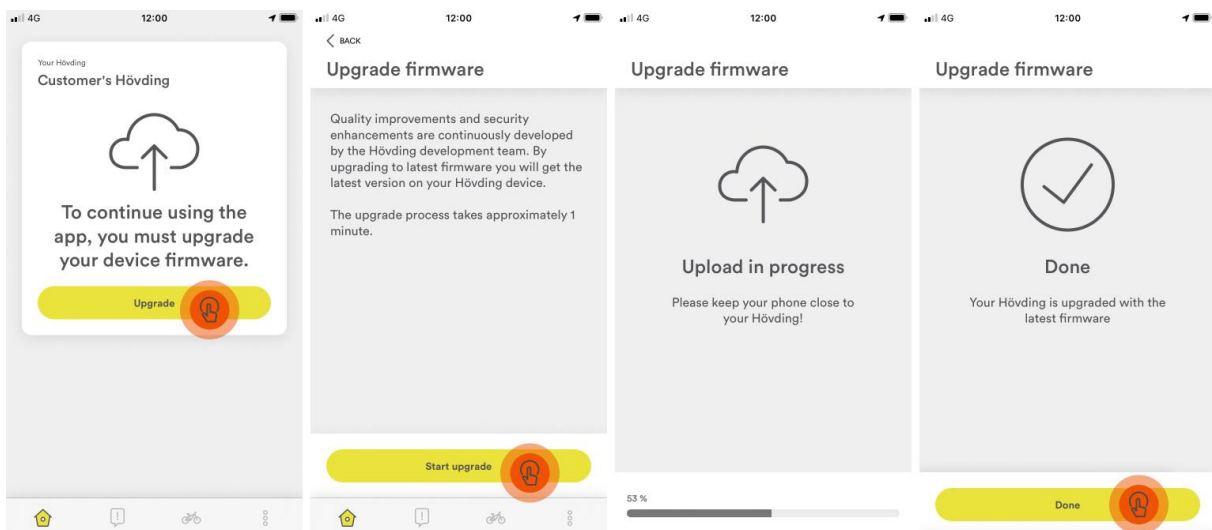 4G 12:00
Your Hövding
Customer's Hövding
To continue using the
app, you must upgrade
your device firmware.
Upgrade
4G 12:00
BACK
Upgrade firmware
Quality improvements and security
enhancements are continuously developed
by the Hövding development team. By
upgrading to latest firmware you will get the
latest version on your Hövding device.
The upgrade process takes approximately 1
minute.
Start upgrade
4G 12:00
Upgrade firmware
Upload in progress
Please keep your phone close to
your Hövding!
53 %
4G 12:00
Upgrade firmware
Done
Your Hövding is upgraded with the
latest firmware
Done